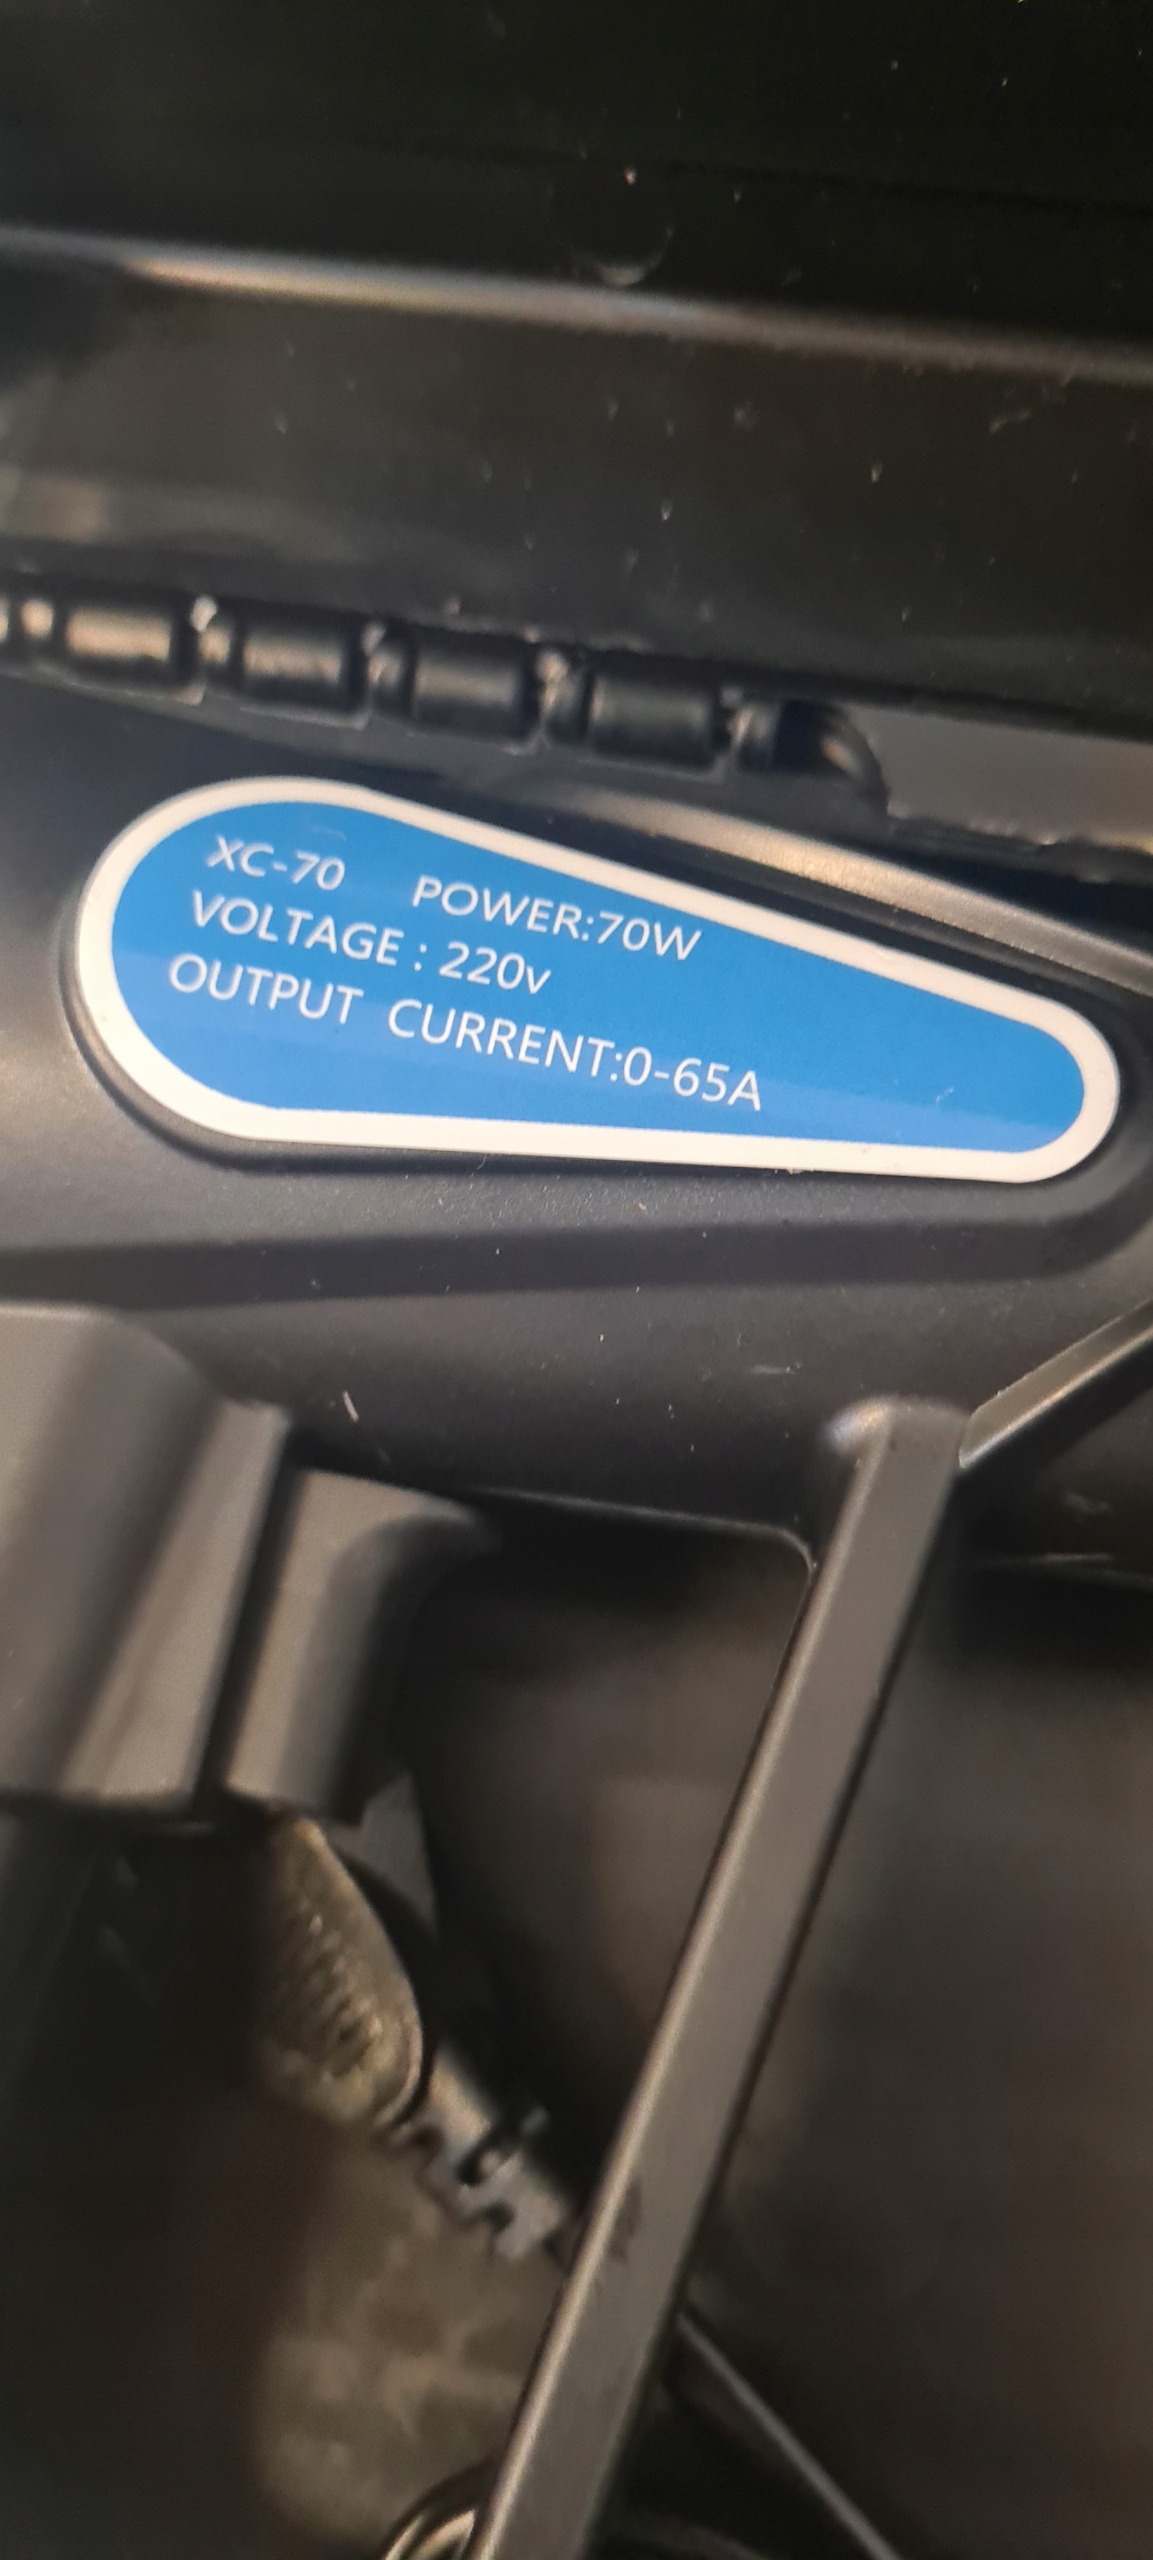 XC-70 POWER:70W
VOLTAGE : 220v
OUTPUT CURRENT:0-65A